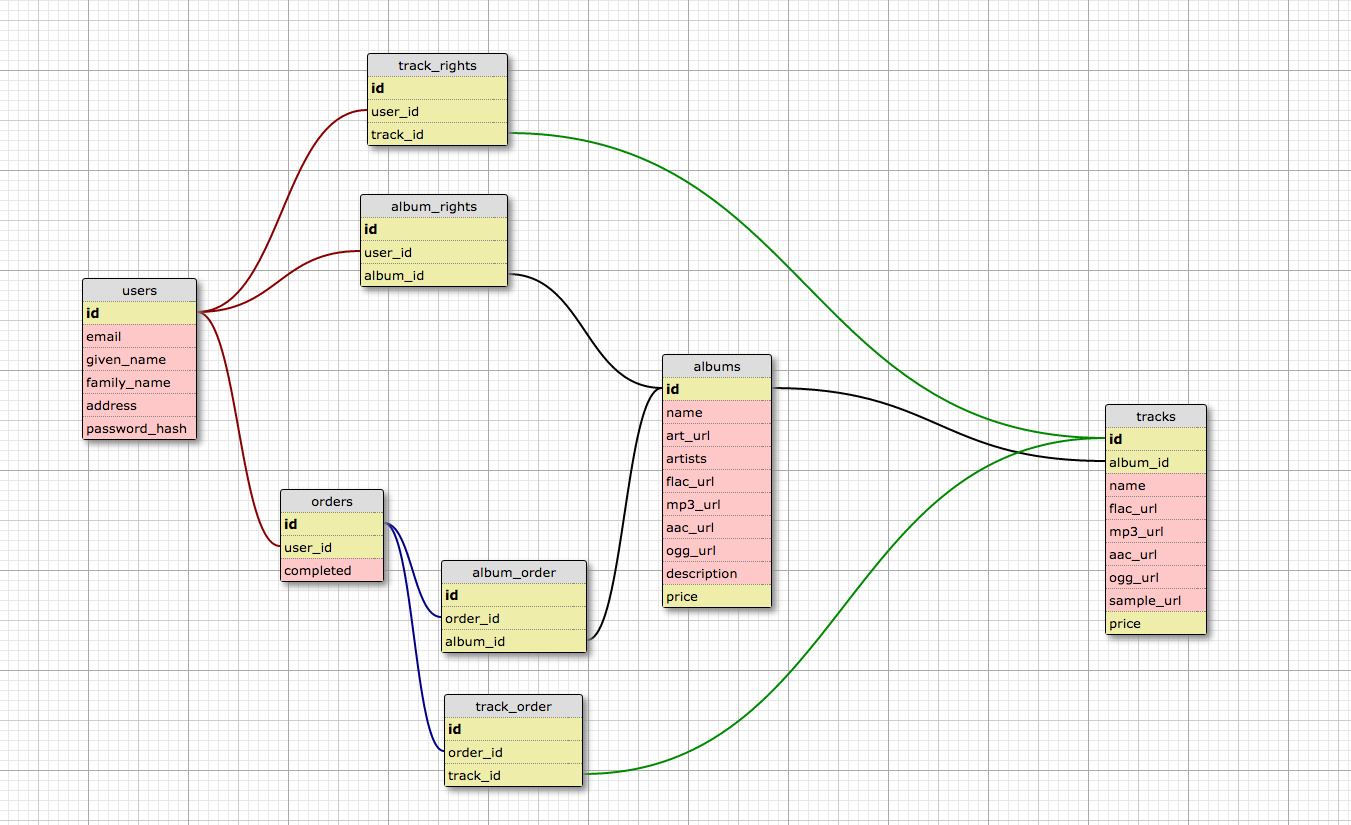 track_rights
id
user_id
track_id
album_rights
id
user_id
album_id
users
id
email
given_name
family_name
address
password_hash
orders
id
user_id
completed
album_order
id
order_id
album_id
track_order
id
order_id
track_id
albums
id
name
art_url
artists
flac_url
mp3_url
aac_url
ogg_url
description
price
tracks
id
album_id
name
flac_url
mp3_url
aac_url
ogg_url
sample_url
price